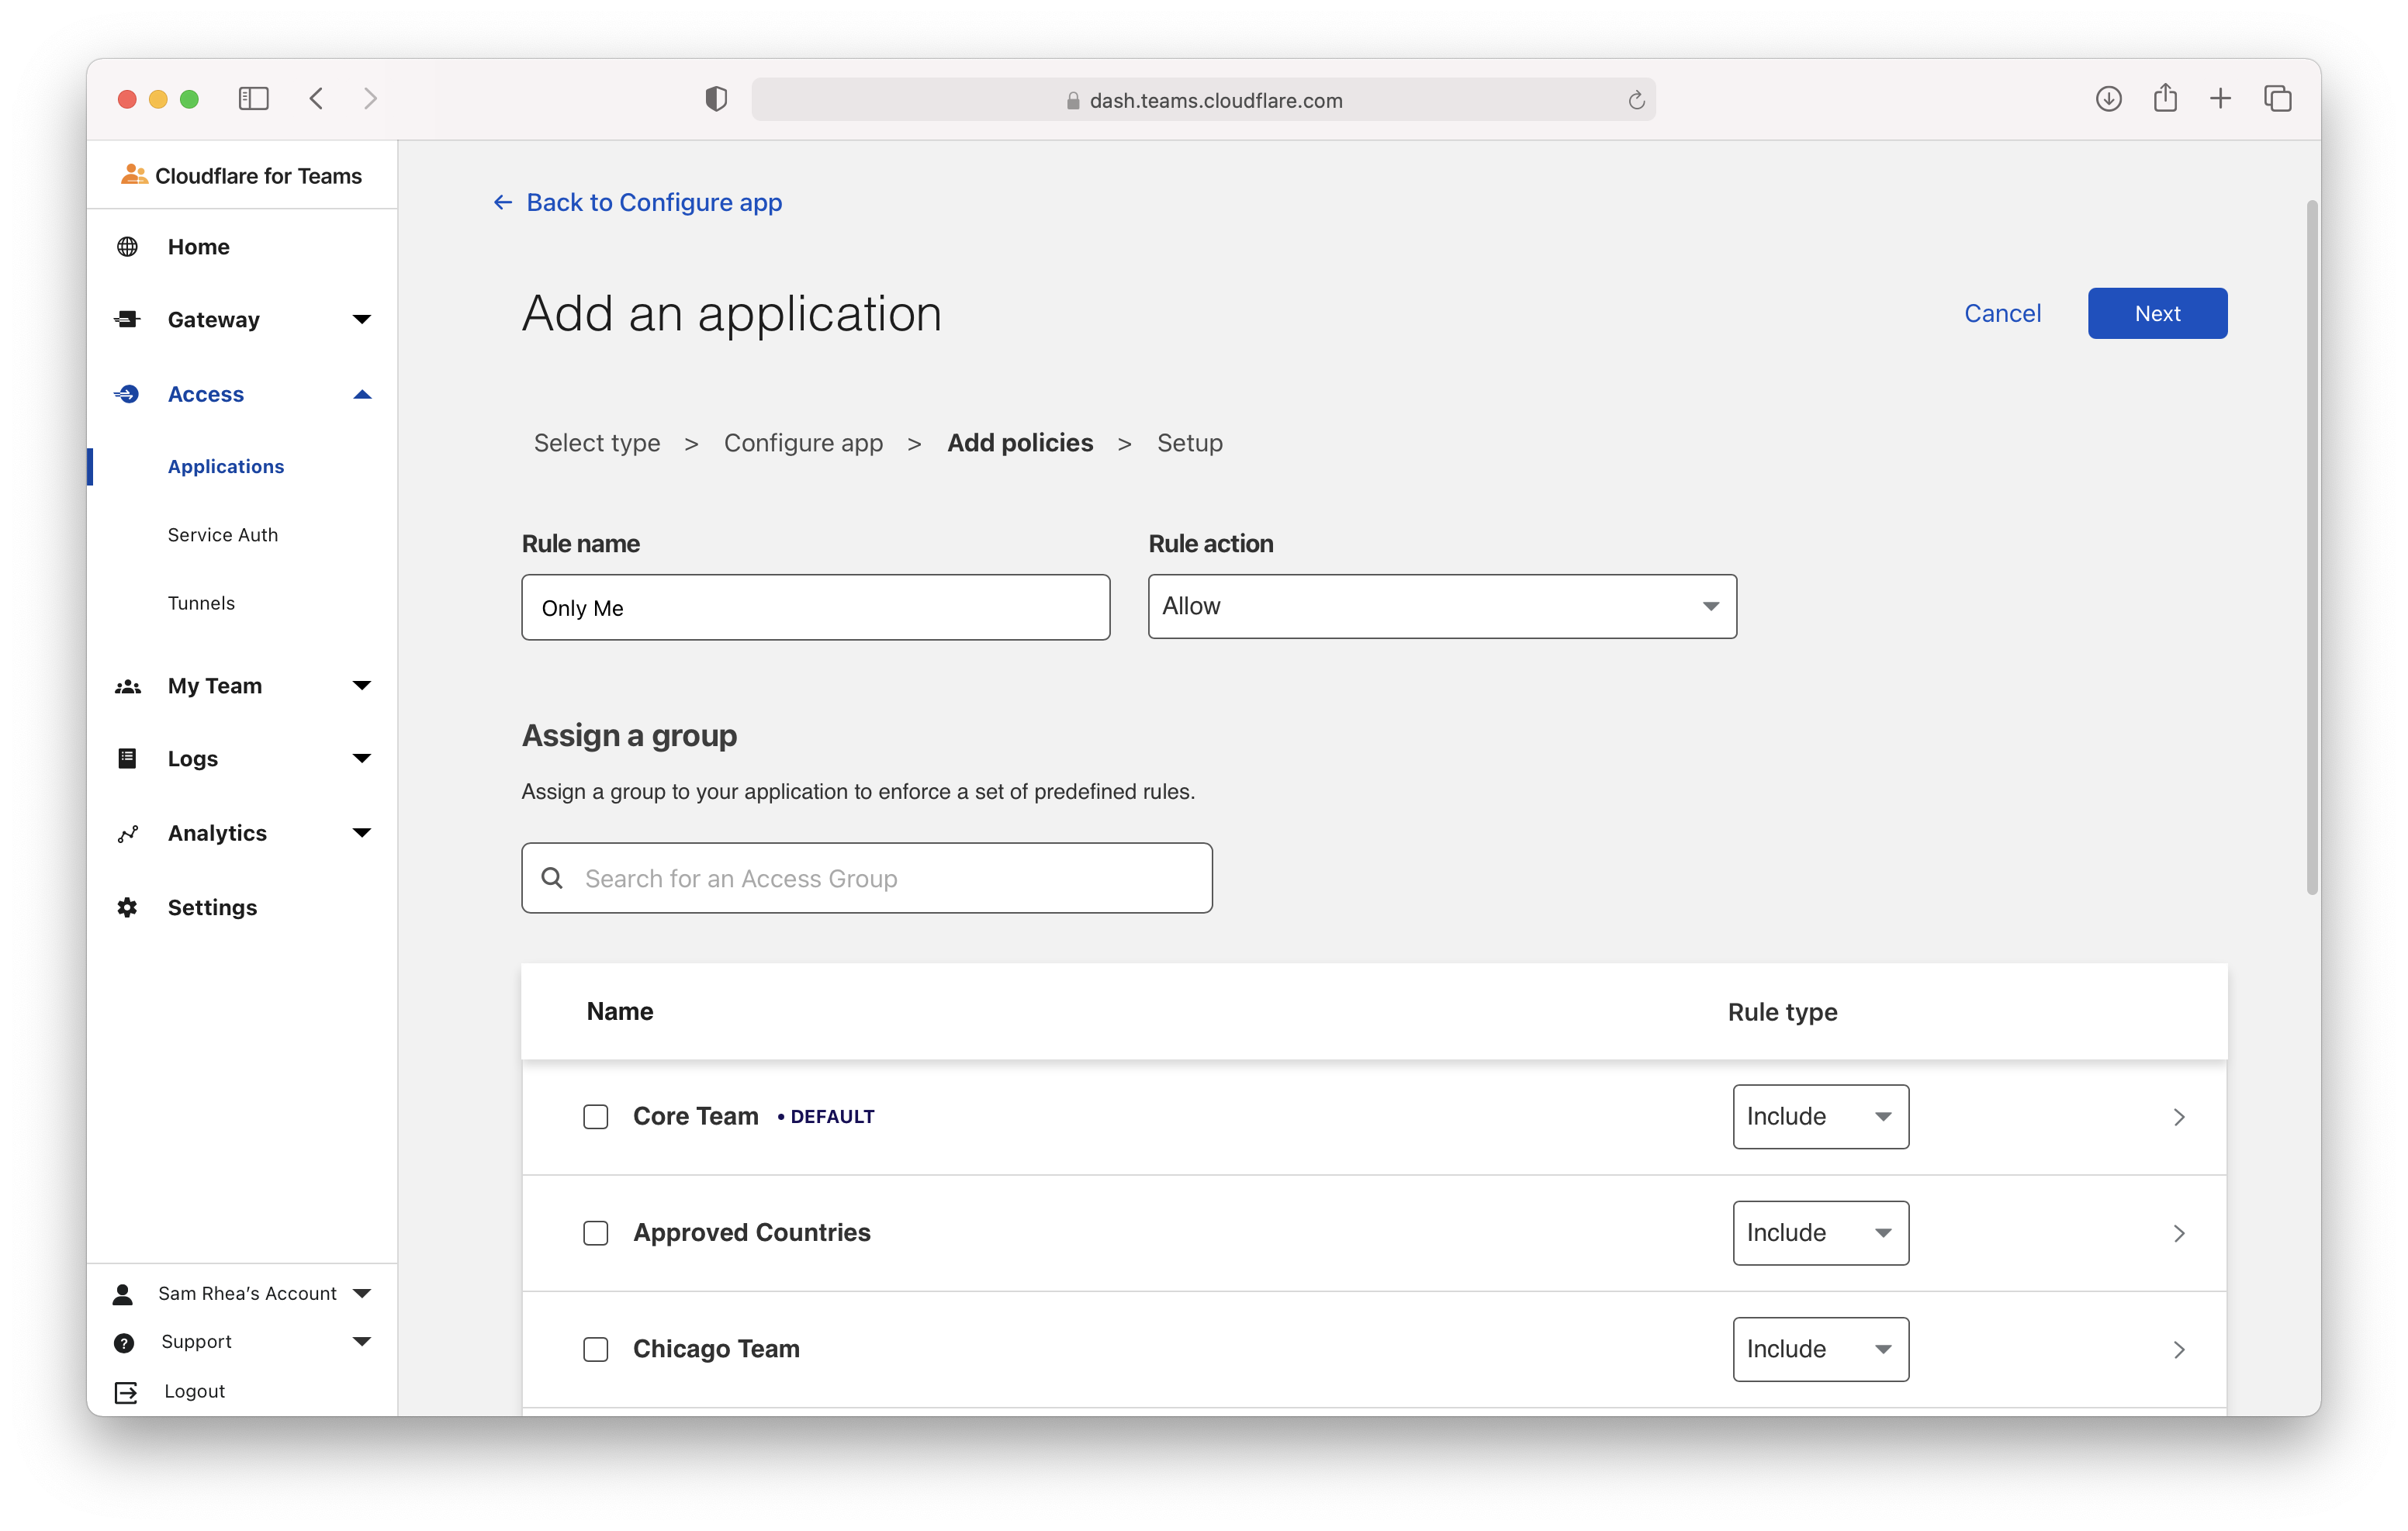 dash.teams.cloudflare.com
Cloudflare for Teams
Home
Gateway
Access
Applications
Service Auth
Tunnels
My Team
Logs
Analytics
Settings
Sam Rhea’s Account
Support
Logout
← Back to Configure app
Add an application
Cancel
Next
Select type > Configure app > Add policies > Setup
Rule name
Rule action
Only Me
Allow
Assign a group
Assign a group to your application to enforce a set of predefined rules.
Search for an Access Group
Name
Rule type
Core Team • DEFAULT
Include
Approved Countries
Include
Chicago Team
Include